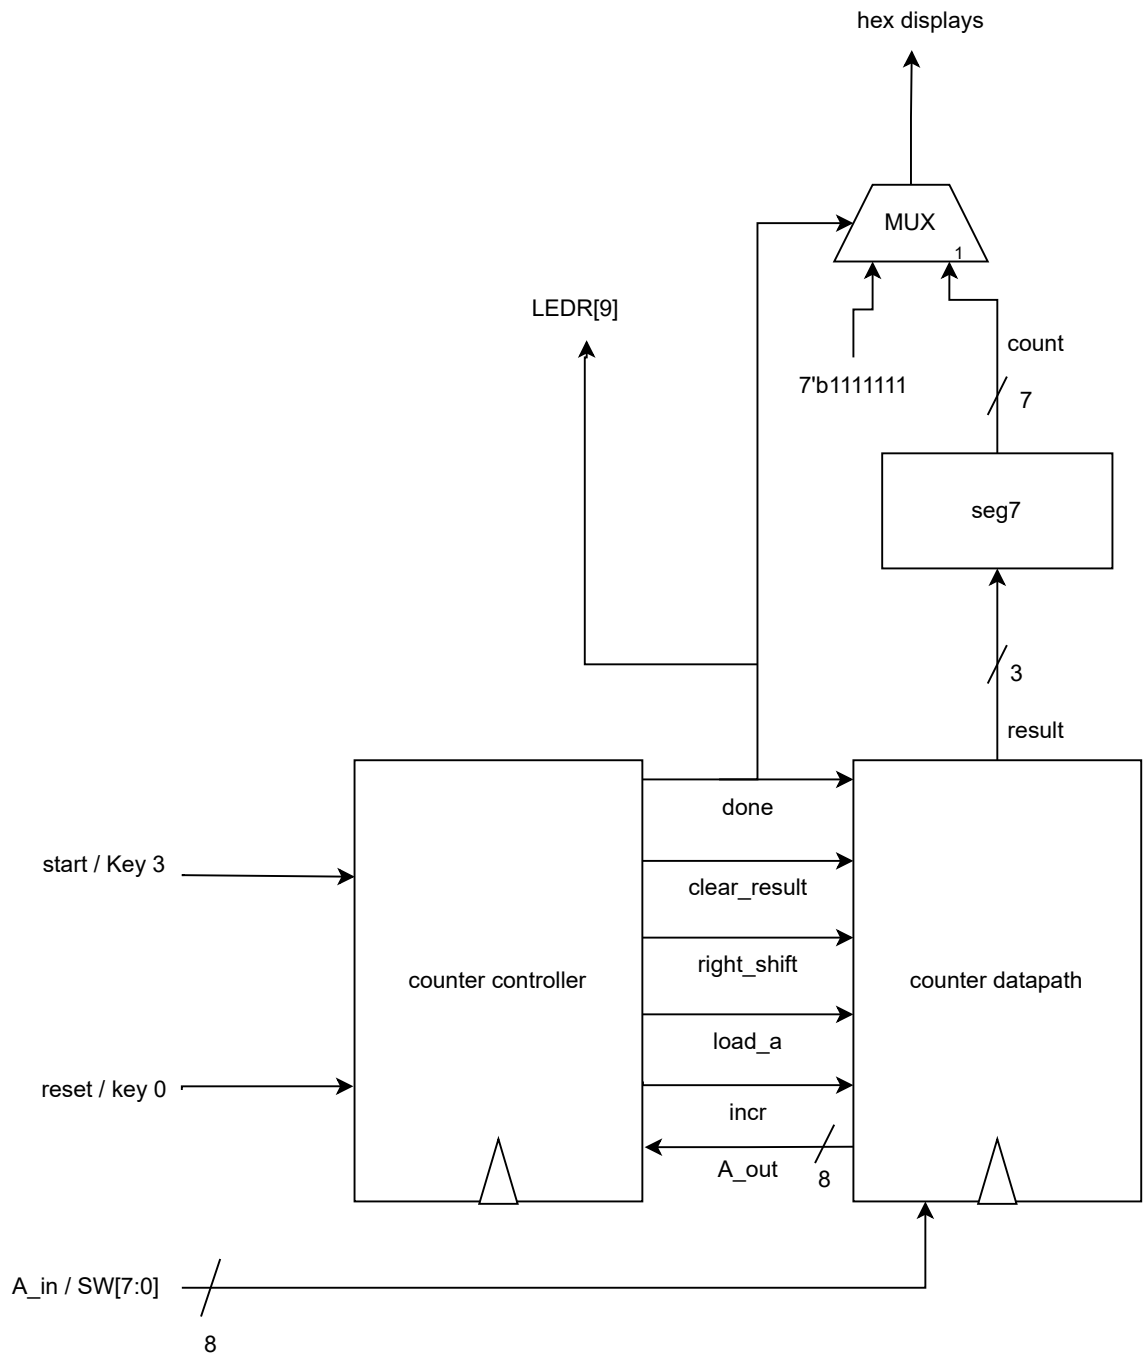 hex displays
MUX
1
LEDR[9]
count
7'b1111111
7
seg7
3
result
done
start / Key 3
clear_result
right_shift
counter controller
counter datapath
load_a
reset / key 0
incr
A_out
8
A_in / SW[7:0]
8